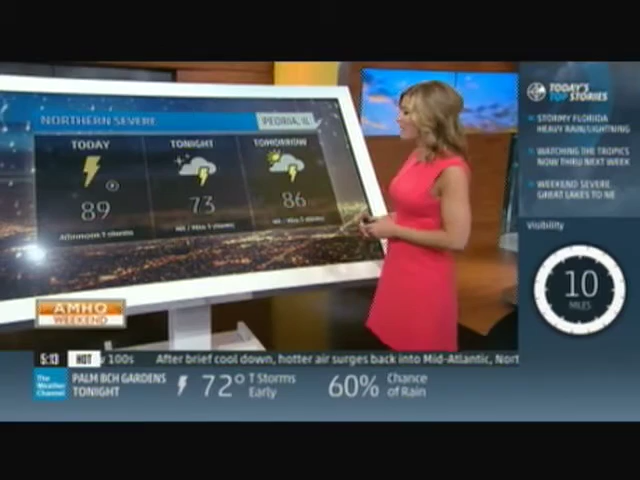 NORTHERN SEVERE
PEORIA, IL
TODAY
TONIGHT
TOMORROW
89
73
86
Afternoon T storms
AMHQ
WEEKEND
TODAY'S
TOP STORIES
STORMY FLORIDA
HEAVY RAIN/LIGHTNING
WATCHING THE TROPICS
NOW THRU NEXT WEEK
WEEKEND SEVERE
GREAT LAKES TO NE
Visibility
10
MILES
5:13
HOT
100s After brief cool down, hotter air surges back into Mid-Atlantic, Nort
The
Weather
Channel
PALM BCH GARDENS
TONIGHT
72° T Storms
Early
60% Chance
of Rain